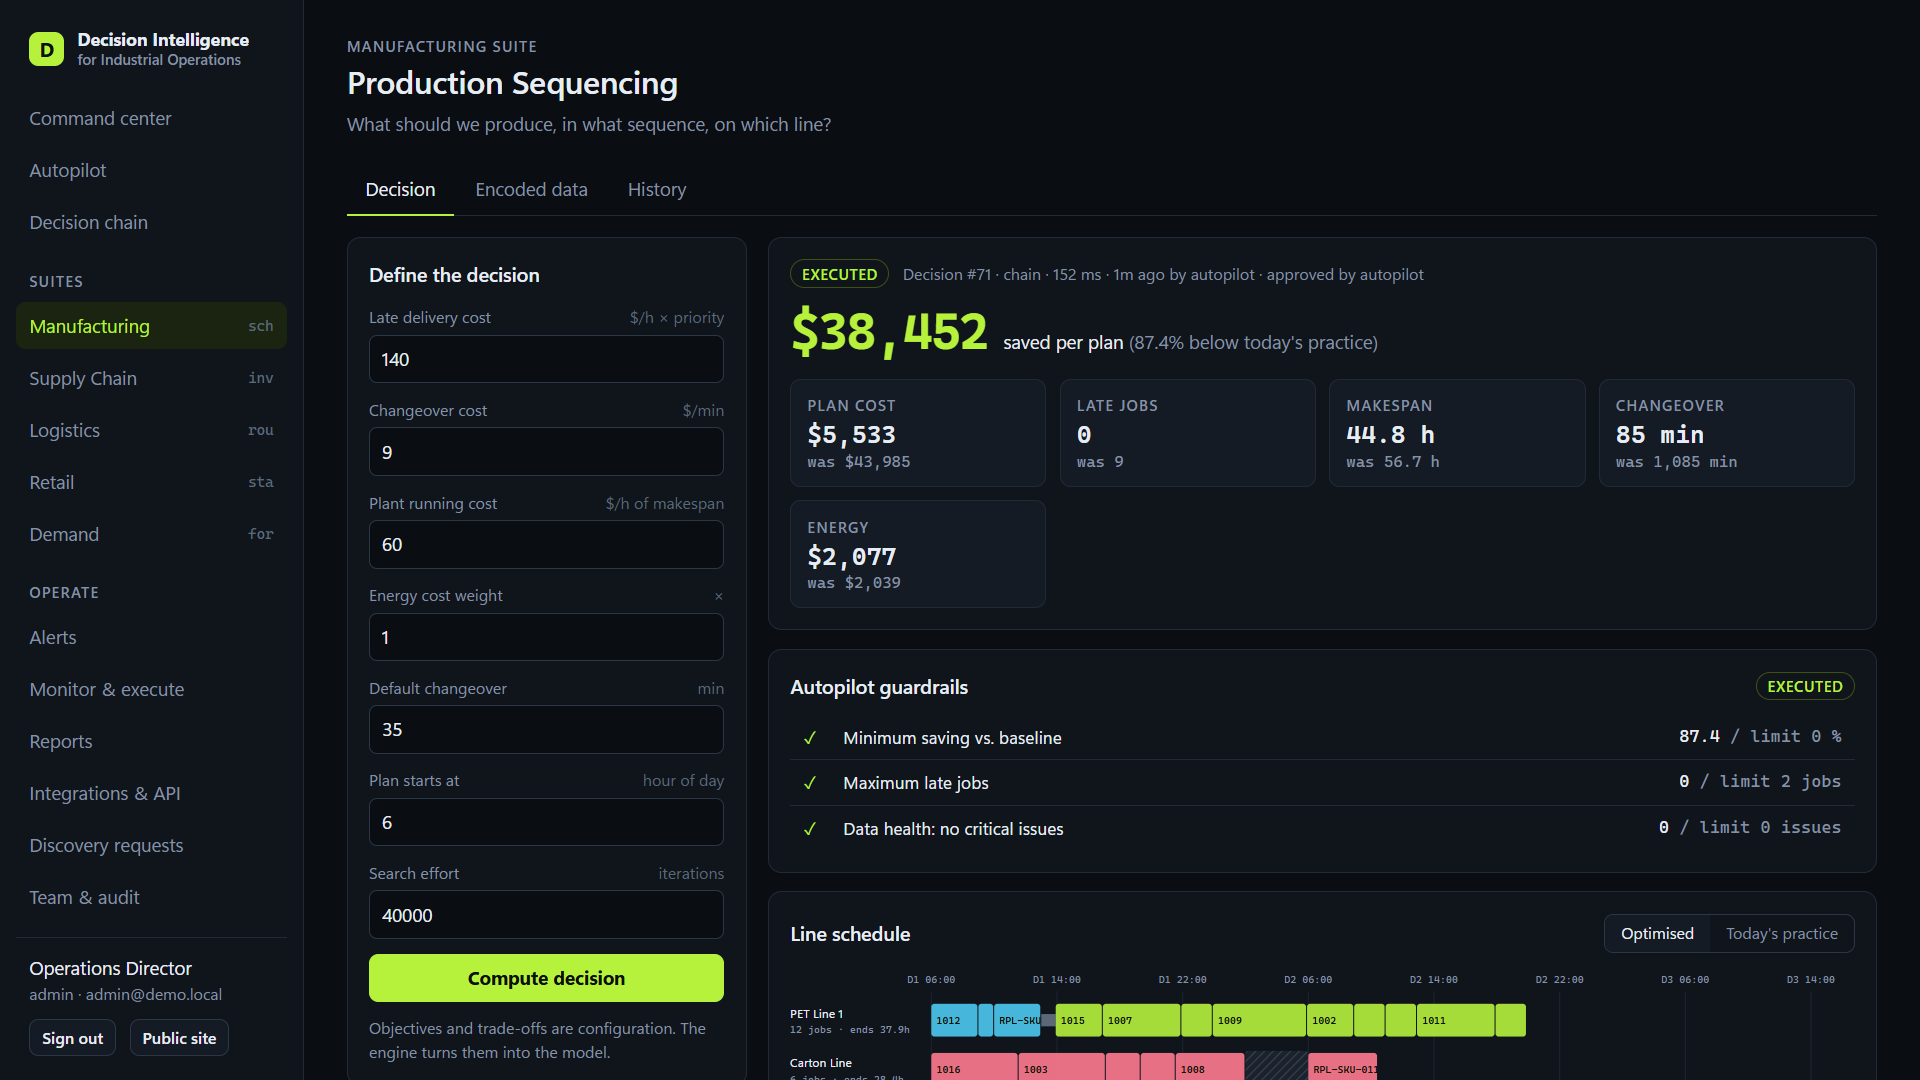 D
Decision Intelligence
for Industrial Operations
Command center
Autopilot
Decision chain
SUITES
Manufacturing sch
Supply Chain inv
Logistics rou
Retail sta
Demand for
OPERATE
Alerts
Monitor & execute
Reports
Integrations & API
Discovery requests
Team & audit
Operations Director
admin · admin@demo.local
Sign out Public site
MANUFACTURING SUITE
Production Sequencing
What should we produce, in what sequence, on which line?
Decision Encoded data History
Define the decision
Late delivery cost $/h × priority
140
Changeover cost $/min
9
Plant running cost $/h of makespan
60
Energy cost weight ×
1
Default changeover min
35
Plan starts at hour of day
6
Search effort iterations
40000
Compute decision
Objectives and trade-offs are configuration. The
engine turns them into the model.
EXECUTED Decision #71 · chain · 152 ms · 1m ago by autopilot · approved by autopilot
$38,452 saved per plan (87.4% below today's practice)
PLAN COST
$5,533
was $43,985
LATE JOBS
0
was 9
MAKESPAN
44.8 h
was 56.7 h
CHANGEOVER
85 min
was 1,085 min
ENERGY
$2,077
was $2,039
Autopilot guardrails EXECUTED
✓ Minimum saving vs. baseline 87.4 / limit 0 %
✓ Maximum late jobs 0 / limit 2 jobs
✓ Data health: no critical issues 0 / limit 0 issues
Line schedule Optimised Today's practice
D1 06:00 D1 14:00 D1 22:00 D2 06:00 D2 14:00 D2 22:00 D3 06:00 D3 14:00
PET Line 1
12 jobs · ends 37.9h
1012 RPL-SKU 1015 1007 1009 1002 1011
Carton Line
6 jobs · ends 28.4h
1016 1003 1008 RPL-SKU-011